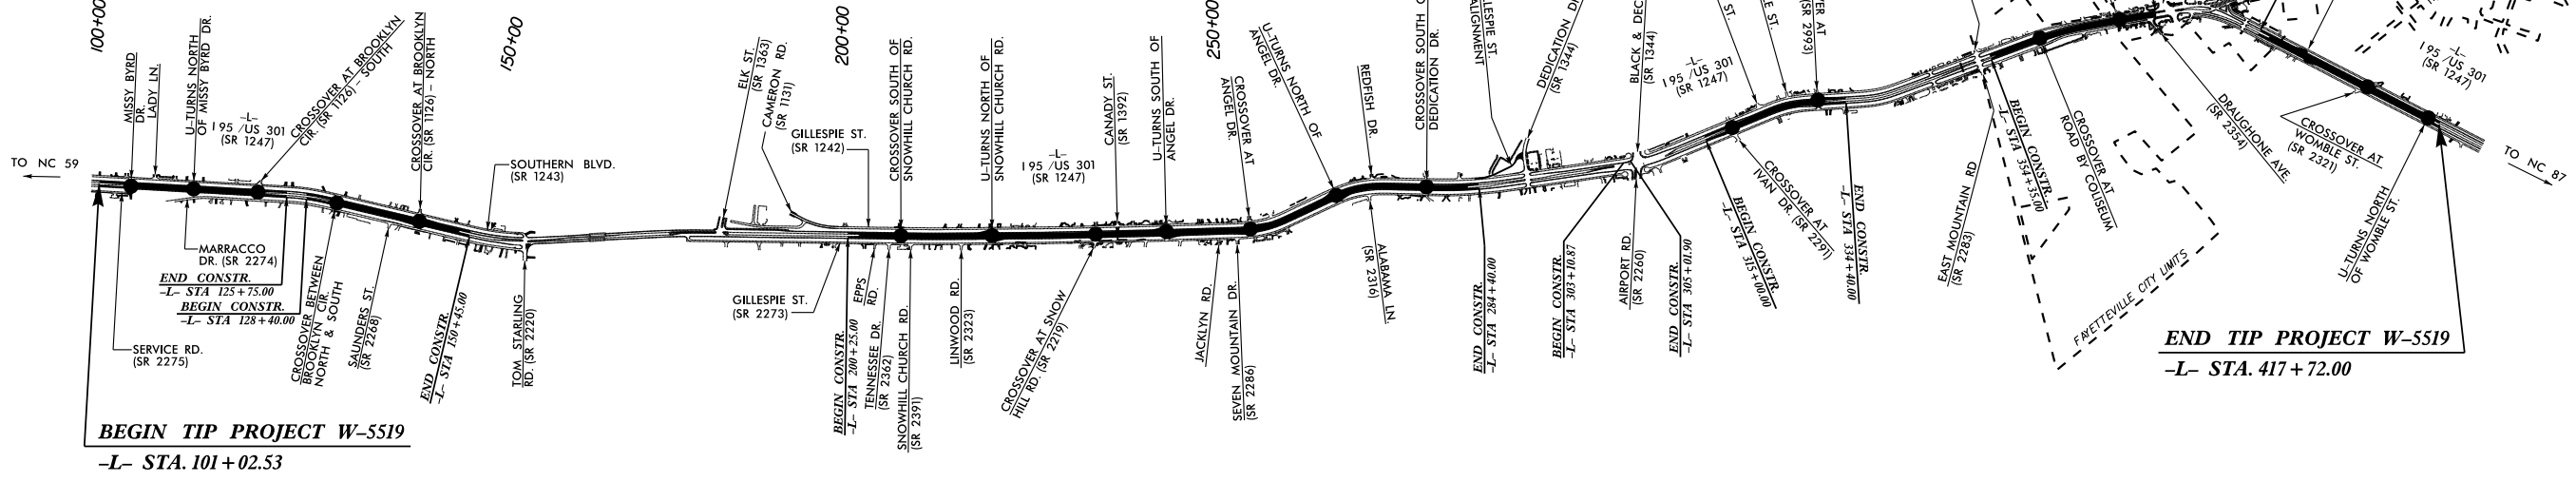 100+00
150+00
200+00
250+00
TO NC 59
MISSY BYRD
DR.
LADY LN.
U–TURNS NORTH
OF MISSY BYRD DR.
–L–
I 95 /US 301
(SR 1247)
CROSSOVER AT BROOKLYN
CIR. (SR 1126) – SOUTH
CROSSOVER AT BROOKLYN
CIR. (SR 1126) – NORTH
SOUTHERN BLVD.
(SR 1243)
ELK ST.
(SR 1363)
CAMERON RD.
(SR 1131)
GILLESPIE ST.
(SR 1242)
CROSSOVER SOUTH OF
SNOWHILL CHURCH RD.
U–TURNS NORTH OF
SNOWHILL CHURCH RD.
–L–
I 95 /US 301
(SR 1247)
CANADY ST.
(SR 1392)
U–TURNS SOUTH OF
ANGEL DR.
CROSSOVER AT
ANGEL DR.
U–TURNS NORTH OF
ANGEL DR.
REDFISH DR.
CROSSOVER SOUTH
DEDICATION DR.
ST.
ALIGNMENT
DEDICATION
(SR 1344)
BLACK &
(SR 1344)
–L–
I 95 /US 301
(SR 1247)
ST.
ST.
AT
(SR 2993)
–L–
I 95 /US 301
(SR 1247)
TO NC 87
MARRACCO
DR. (SR 2274)
END CONSTR.
–L– STA 125+75.00
BEGIN CONSTR.
–L– STA 128+40.00
SERVICE RD.
(SR 2275)
CROSSOVER BETWEEN
BROOKLYN CIR.
NORTH & SOUTH
SAUNDERS ST.
(SR 2268)
END CONSTR.
–L– STA 150+45.00
TOM STARLING
RD. (SR 2220)
GILLESPIE ST.
(SR 2273)
BEGIN CONSTR.
–L– STA 200+25.00
EPPS
RD.
TENNESSEE DR.
(SR 2362)
SNOWHILL CHURCH RD.
(SR 2391)
LINWOOD RD.
(SR 2323)
CROSSOVER AT SNOW
HILL RD. (SR 2219)
JACKLYN RD.
SEVEN MOUNTAIN DR.
(SR 2286)
ALABAMA LN.
(SR 2316)
END CONSTR.
–L– STA 284+40.00
BEGIN CONSTR.
–L– STA 303+10.87
AIRPORT RD.
(SR 2260)
END CONSTR.
–L– STA 305+01.90
BEGIN CONSTR.
–L– STA 315+00.00
CROSSOVER AT
IVAN DR. (SR 2291)
END CONSTR.
–L– STA 334+40.00
EAST MOUNTAIN RD
(SR 2283)
BEGIN CONSTR.
–L– STA 354+35.00
CROSSOVER AT
ROAD BY COLISEUM
DRAUGHONE AVE.
(SR 2354)
CROSSOVER AT
WOMBLE ST.
(SR 2321)
U–TURNS NORTH
OF WOMBLE ST.
FAYETTEVILLE CITY LIMITS
BEGIN TIP PROJECT W–5519
–L– STA. 101+02.53
END TIP PROJECT W–5519
–L– STA. 417+72.00